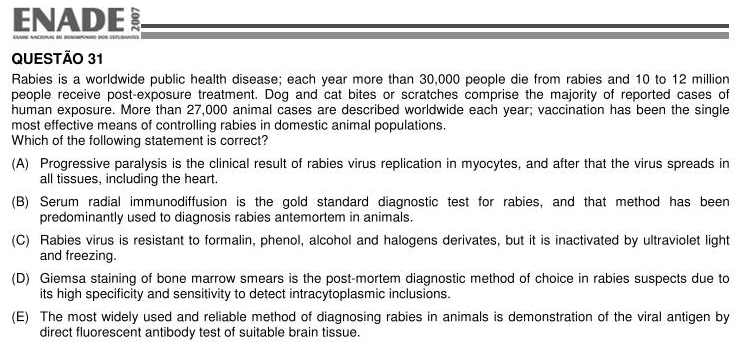 ENADE 2007
EXAME NACIONAL DE DESEMPENHO DOS ESTUDANTES
QUESTÃO 31
Rabies is a worldwide public health disease; each year more than 30,000 people die from rabies and 10 to 12 million
people receive post-exposure treatment. Dog and cat bites or scratches comprise the majority of reported cases of
human exposure. More than 27,000 animal cases are described worldwide each year; vaccination has been the single
most effective means of controlling rabies in domestic animal populations.
Which of the following statement is correct?
(A) Progressive paralysis is the clinical result of rabies virus replication in myocytes, and after that the virus spreads in
all tissues, including the heart.
(B) Serum radial immunodiffusion is the gold standard diagnostic test for rabies, and that method has been
predominantly used to diagnosis rabies antemortem in animals.
(C) Rabies virus is resistant to formalin, phenol, alcohol and halogens derivates, but it is inactivated by ultraviolet light
and freezing.
(D) Giemsa staining of bone marrow smears is the post-mortem diagnostic method of choice in rabies suspects due to
its high specificity and sensitivity to detect intracytoplasmic inclusions.
(E) The most widely used and reliable method of diagnosing rabies in animals is demonstration of the viral antigen by
direct fluorescent antibody test of suitable brain tissue.